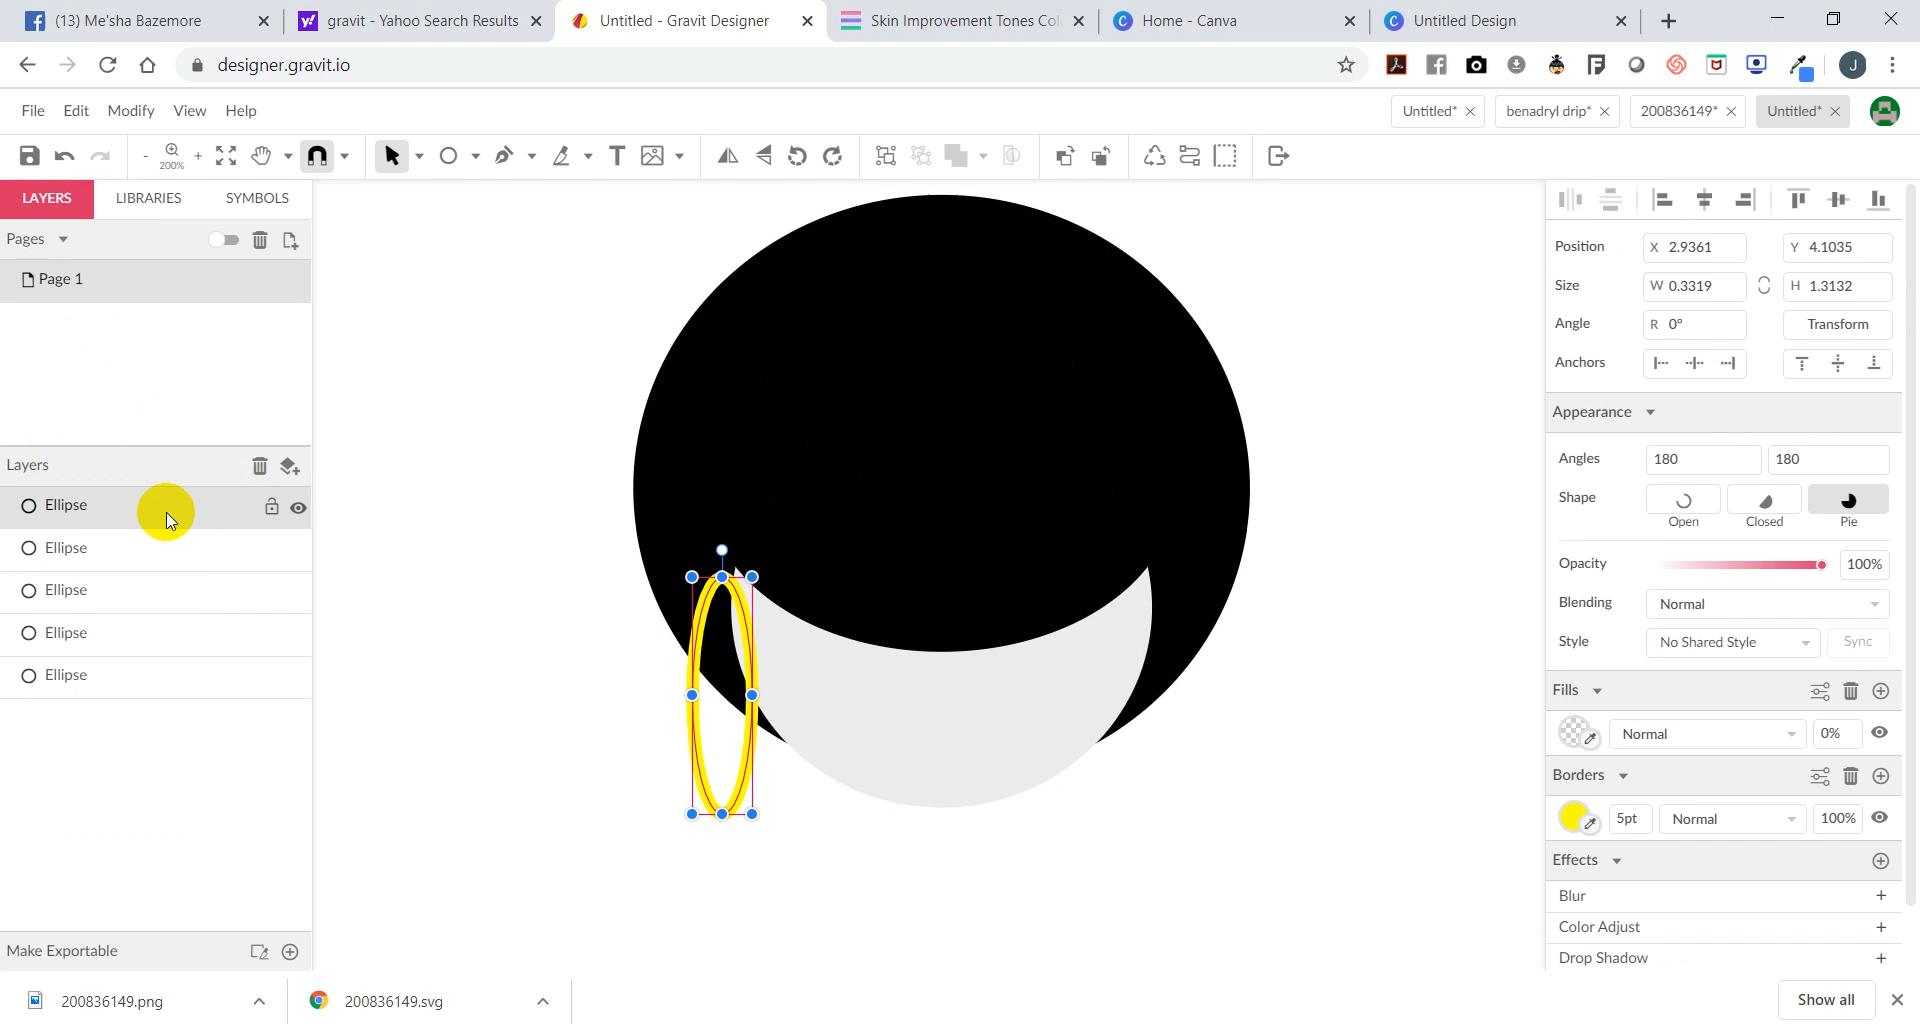 (13) Me'sha Bazemore
gravit - Yahoo Search Results
Untitled - Gravit Designer
Skin Improvement Tones Col
Home - Canva
Untitled Design
designer.gravit.io
J
File Edit Modify View Help
Untitled*
benadryl drip*
200836149*
Untitled*
200%
LAYERS
LIBRARIES
SYMBOLS
Pages
Page 1
Layers
Ellipse
Ellipse
Ellipse
Ellipse
Ellipse
Make Exportable
Position X 2.9361 Y 4.1035
Size W 0.3319 H 1.3132
Angle R 0° Transform
Anchors
Appearance
Angles 180 180
Shape
Open Closed Pie
Opacity 100%
Blending Normal
Style No Shared Style Sync
Fills
Normal 0%
Borders
5pt Normal 100%
Effects
Blur
Color Adjust
Drop Shadow
200836149.png
200836149.svg
Show all